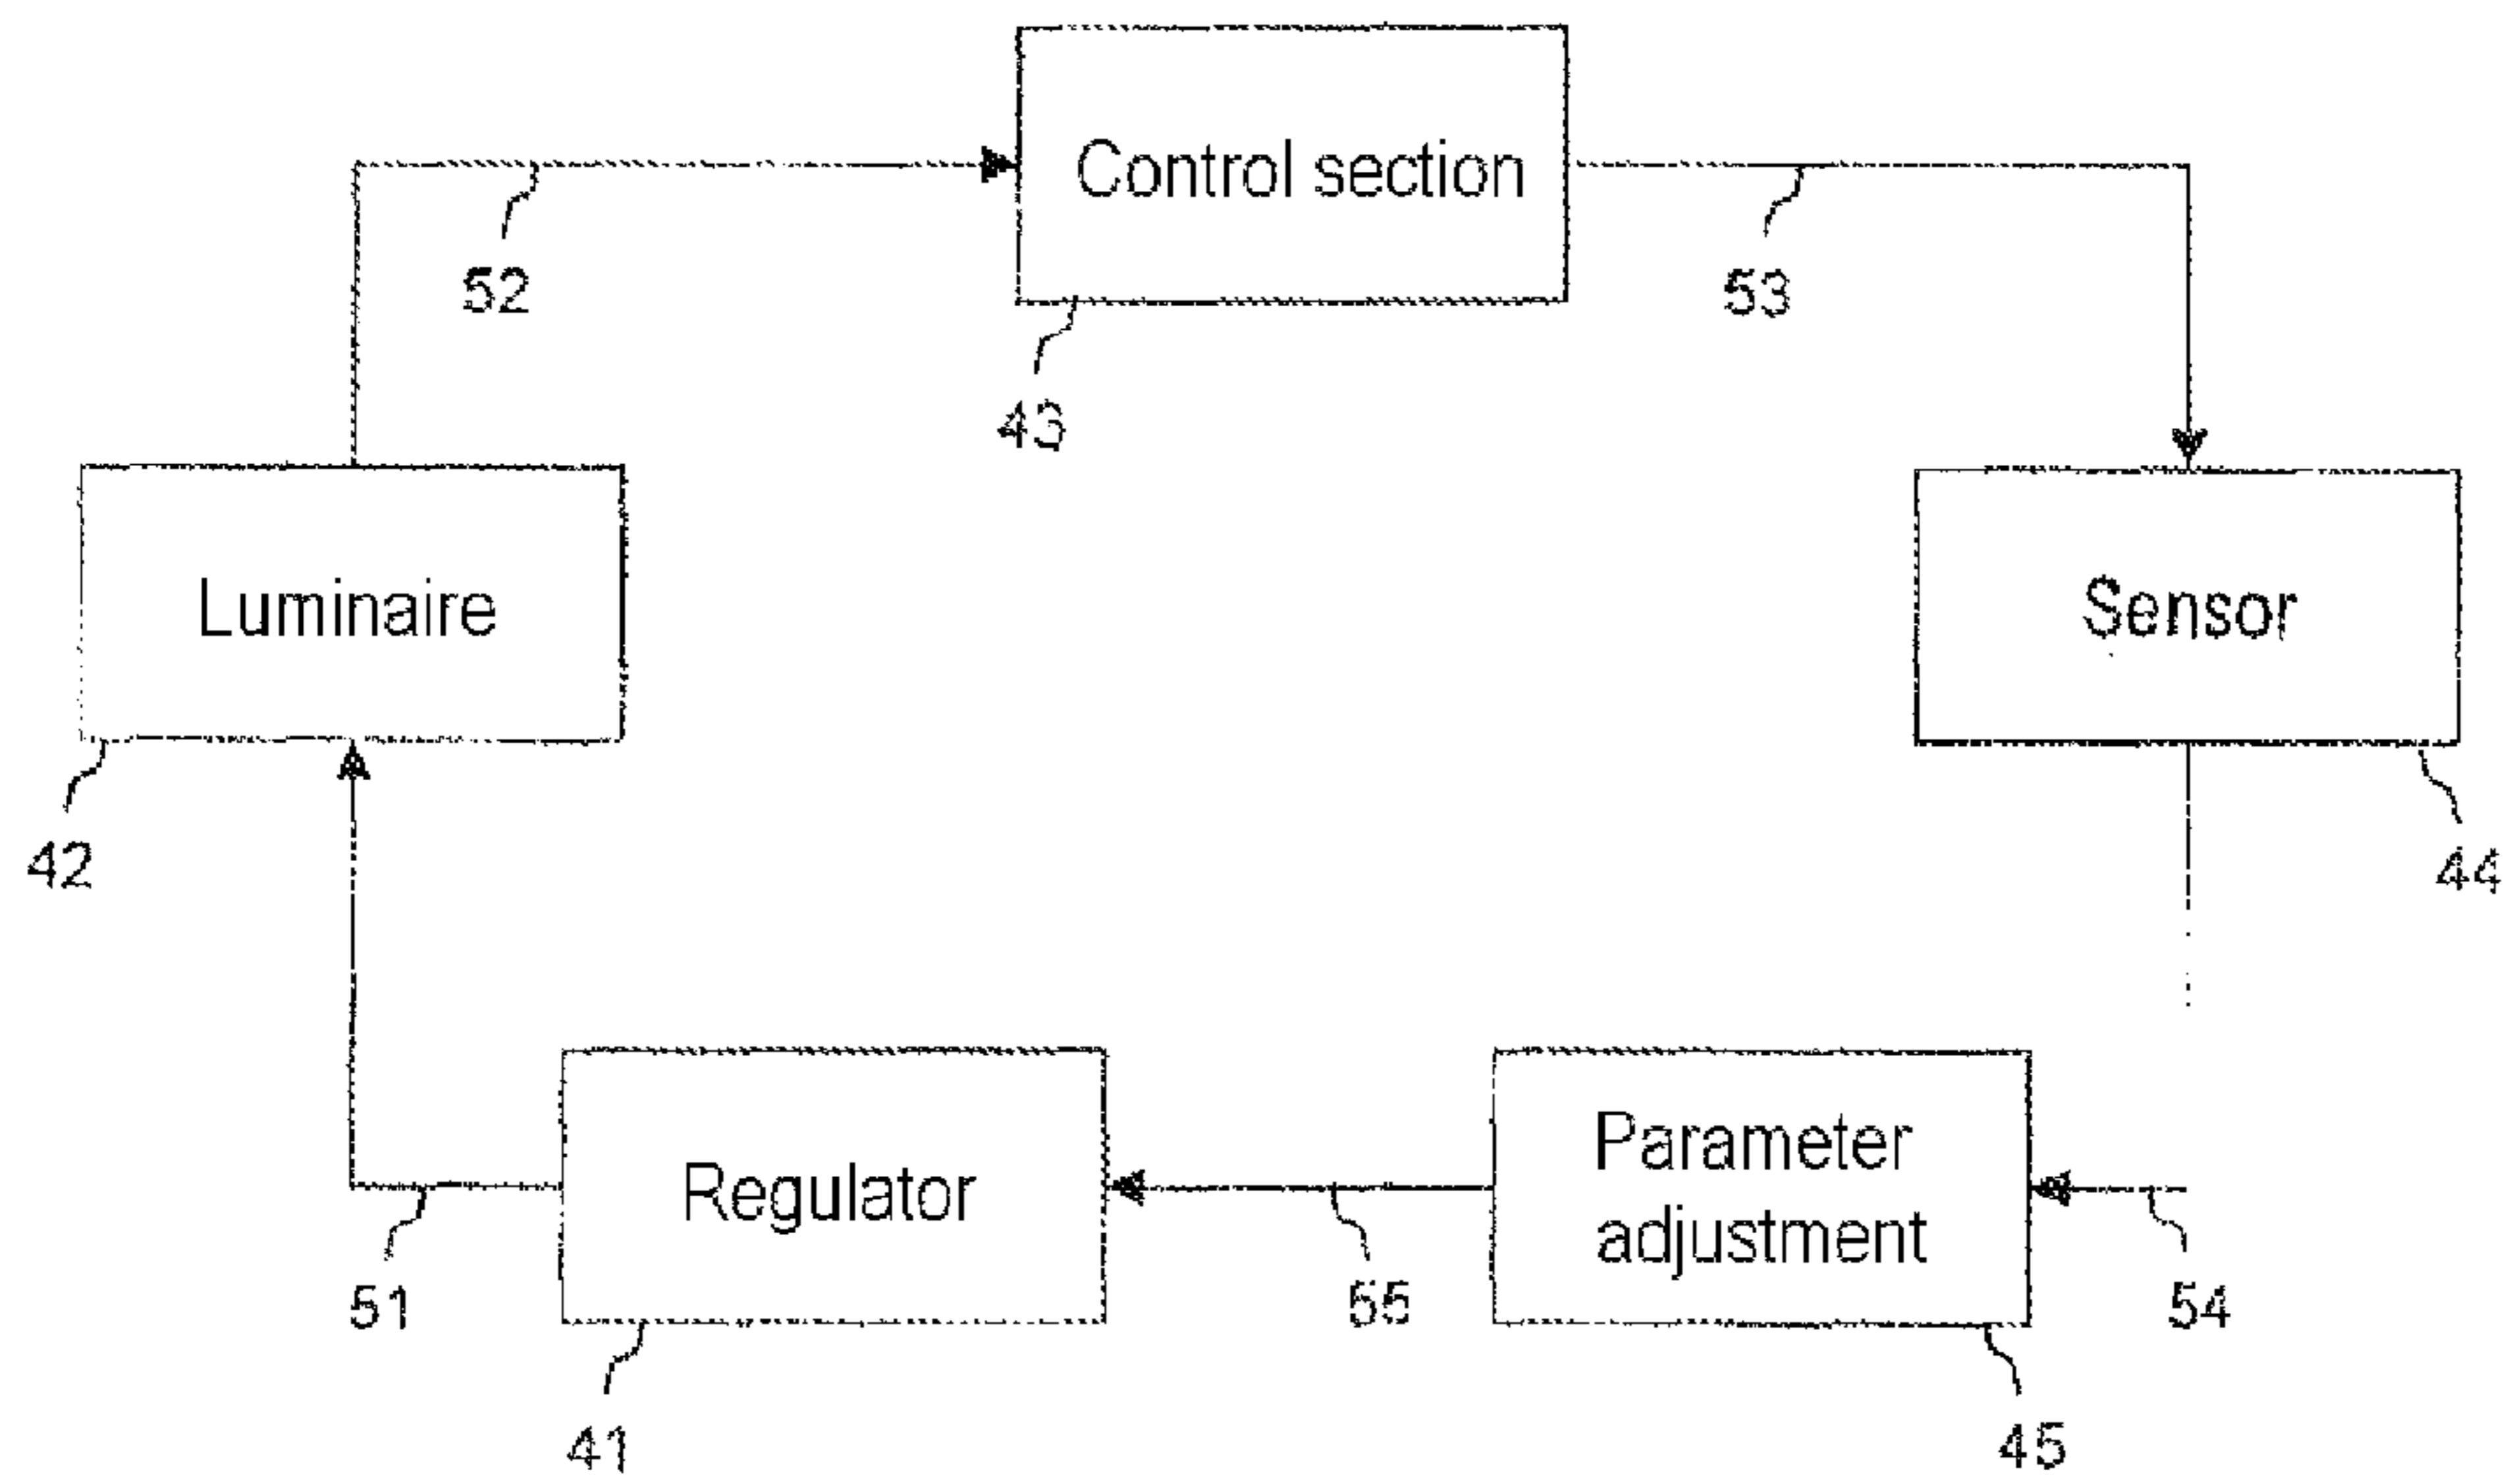 Control section
52
53
43
Luminaire
Sensor
42
44
Regulator
Parameter
adjustment
51
55
54
41
45